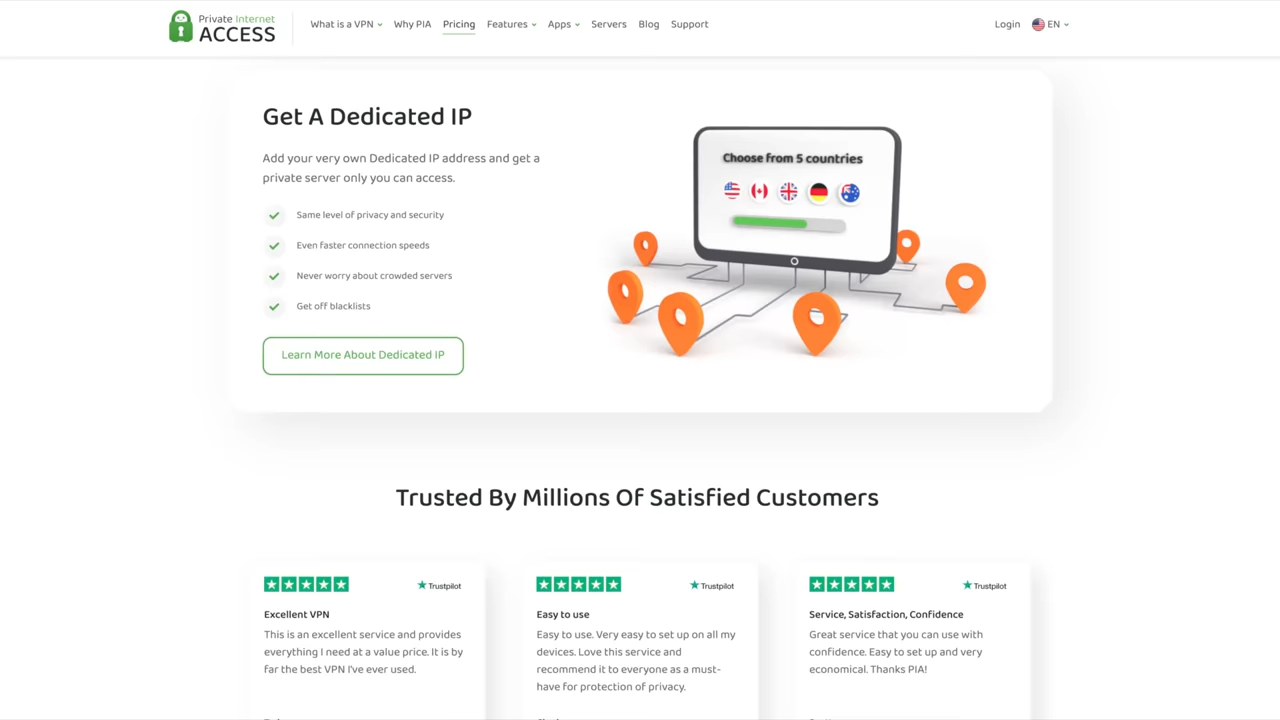 Private Internet
ACCESS
What is a VPN
Why PIA
Pricing
Features
Apps
Servers
Blog
Support
Login
EN
Get A Dedicated IP
Add your very own Dedicated IP address and get a
private server only you can access.
Same level of privacy and security
Even faster connection speeds
Never worry about crowded servers
Get off blacklists
Learn More About Dedicated IP
Choose from 5 countries
Trusted By Millions Of Satisfied Customers
Trustpilot
Excellent VPN
This is an excellent service and provides
everything I need at a value price. It is by
far the best VPN I've ever used.
Trustpilot
Easy to use
Easy to use. Very easy to set up on all my
devices. Love this service and
recommend it to everyone as a must-
have for protection of privacy.
Trustpilot
Service, Satisfaction, Confidence
Great service that you can use with
confidence. Easy to set up and very
economical. Thanks PIA!